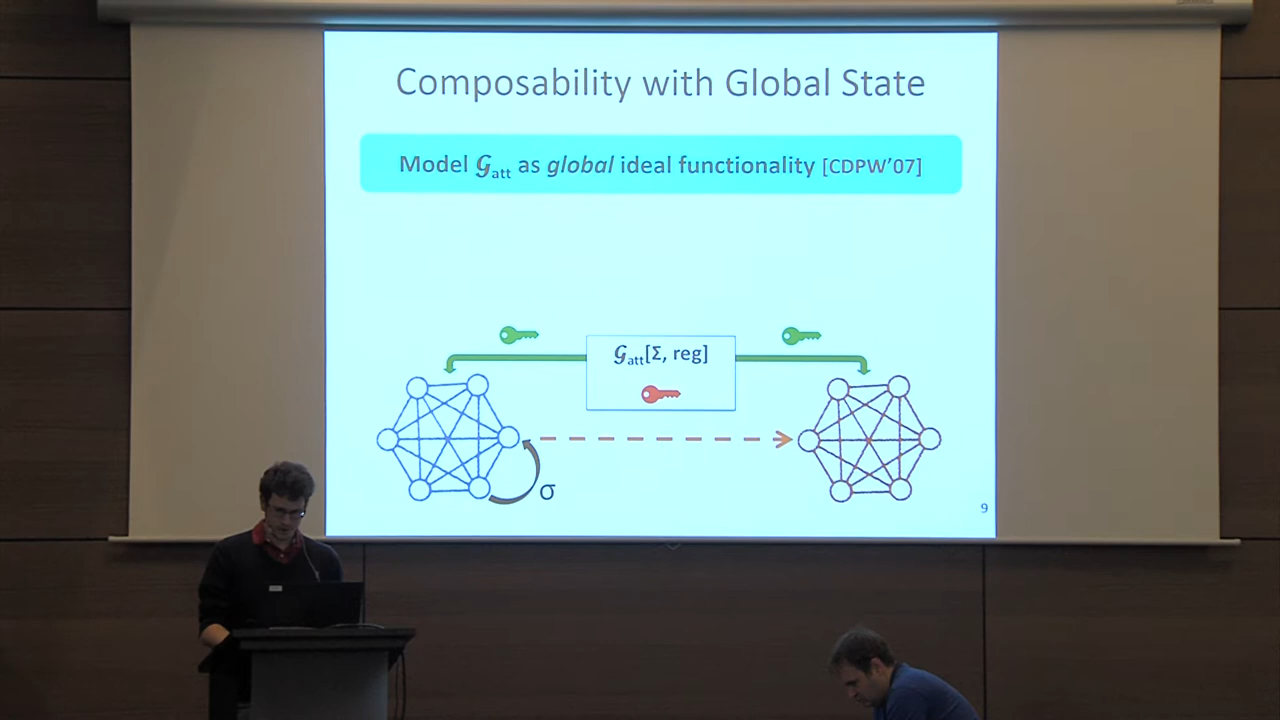 Composability with Global State
Model 𝓖att as global ideal functionality [CDPW'07]
𝓖att[Σ, reg]
σ
9